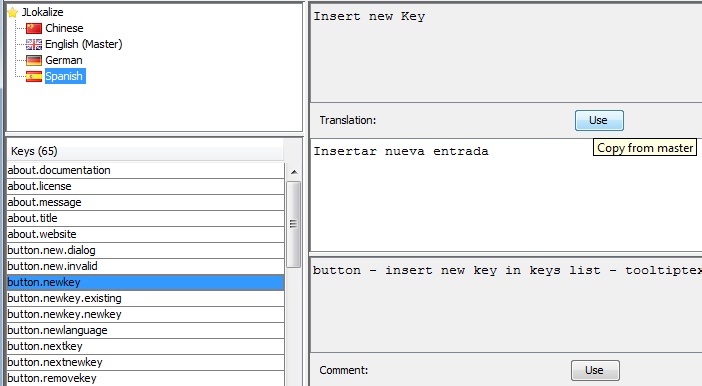 JLokalize
Chinese
English (Master)
German
Spanish
Keys (65)
about.documentation
about.license
about.message
about.title
about.website
button.new.dialog
button.new.invalid
button.newkey
button.newkey.existing
button.newkey.newkey
button.newlanguage
button.nextkey
button.nextnewkey
button.removekey
Insert new Key
Translation:
Use
Copy from master
Insertar nueva entrada
button - insert new key in keys list - tooltiptex
Comment:
Use